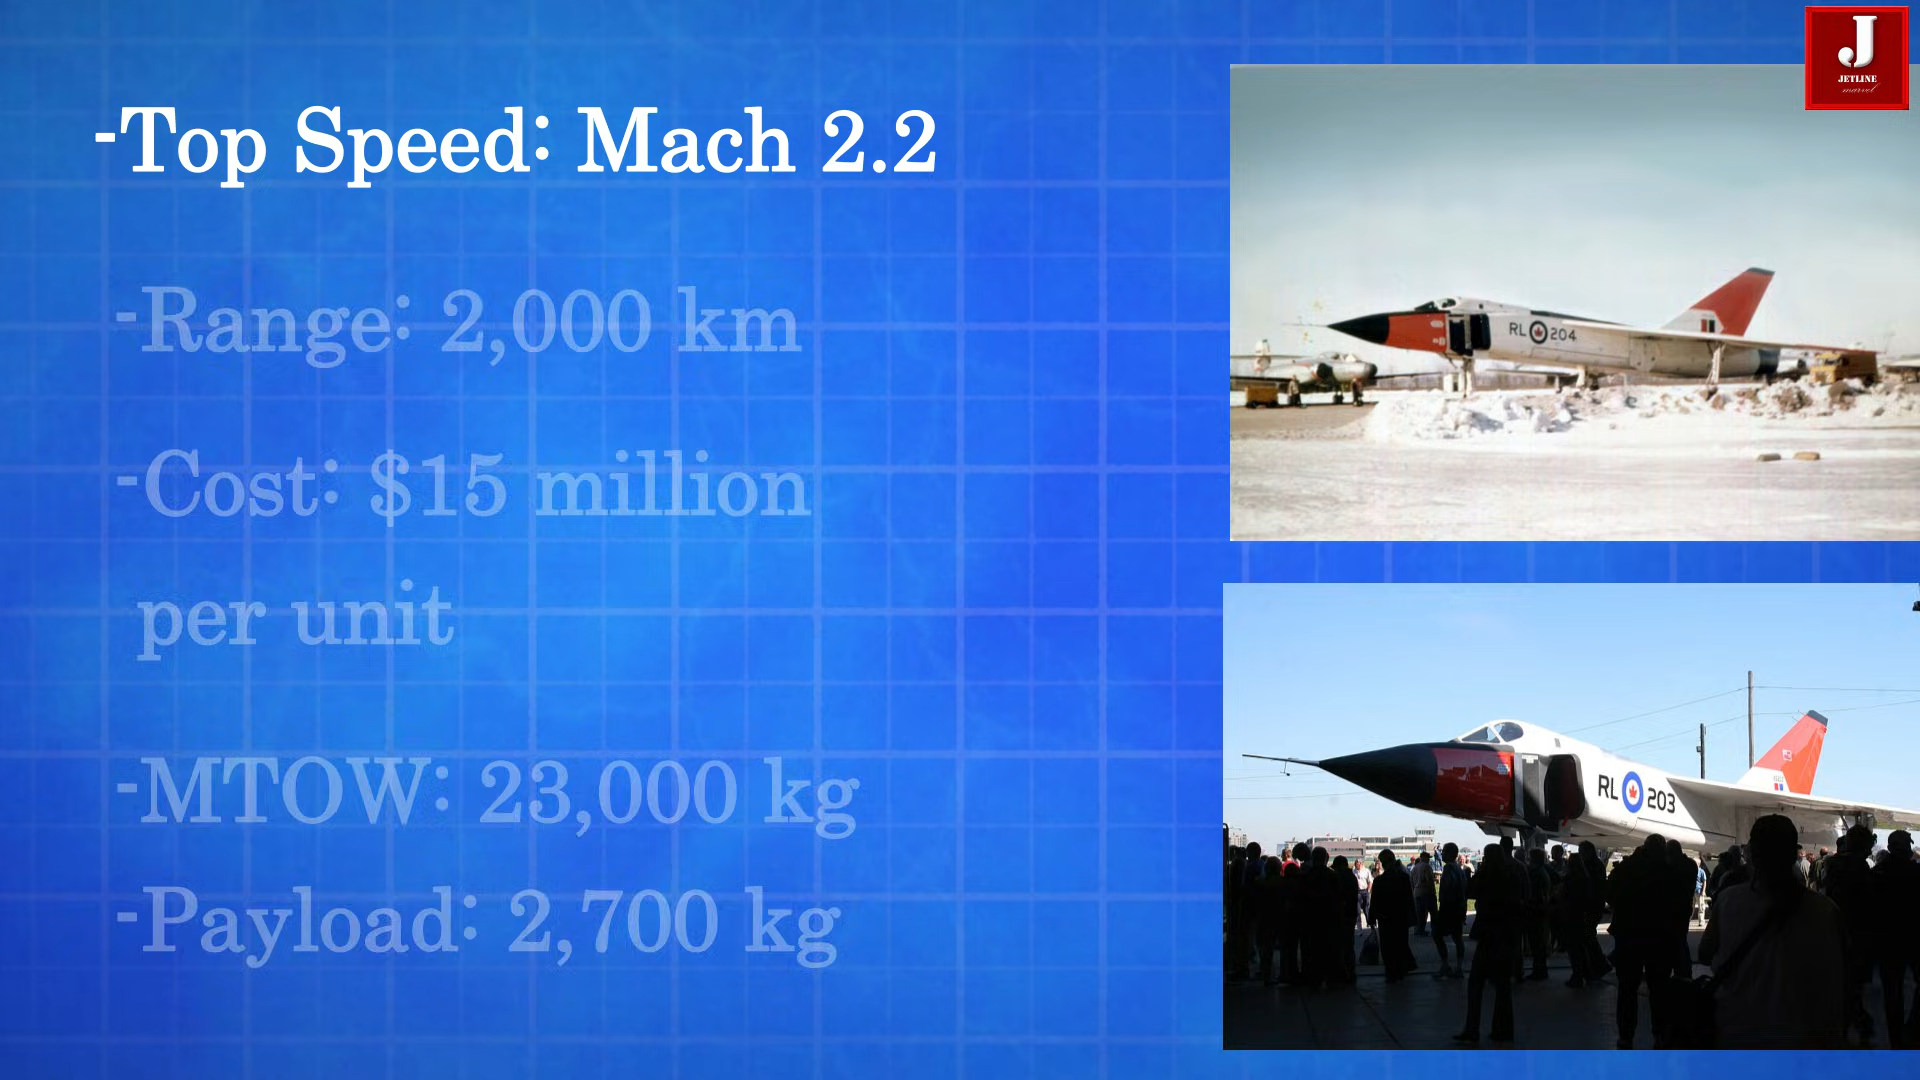 -Top Speed: Mach 2.2
-Range: 2,000 km
-Cost: $15 million
per unit
-MTOW: 23,000 kg
-Payload: 2,700 kg
J
JETLINE
marvel
RL 204
RL 203